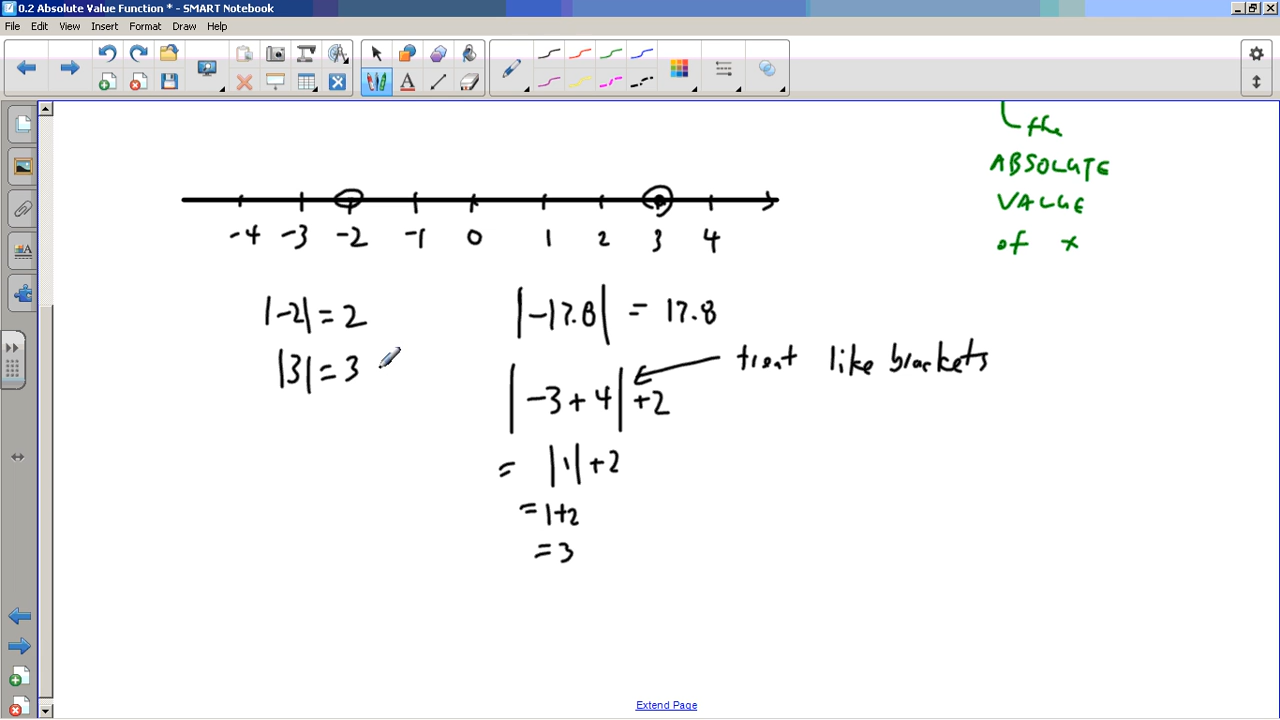 0.2 Absolute Value Function * - SMART Notebook
File Edit View Insert Format Draw Help
the
ABSOLUTE
VALUE
of x
-4 -3 -2 -1 0 1 2 3 4
|-2| = 2
|3| = 3
|-17.8| = 17.8
|-3+4|+2
treat like brackets
= |1|+2
= 1+2
= 3
Extend Page